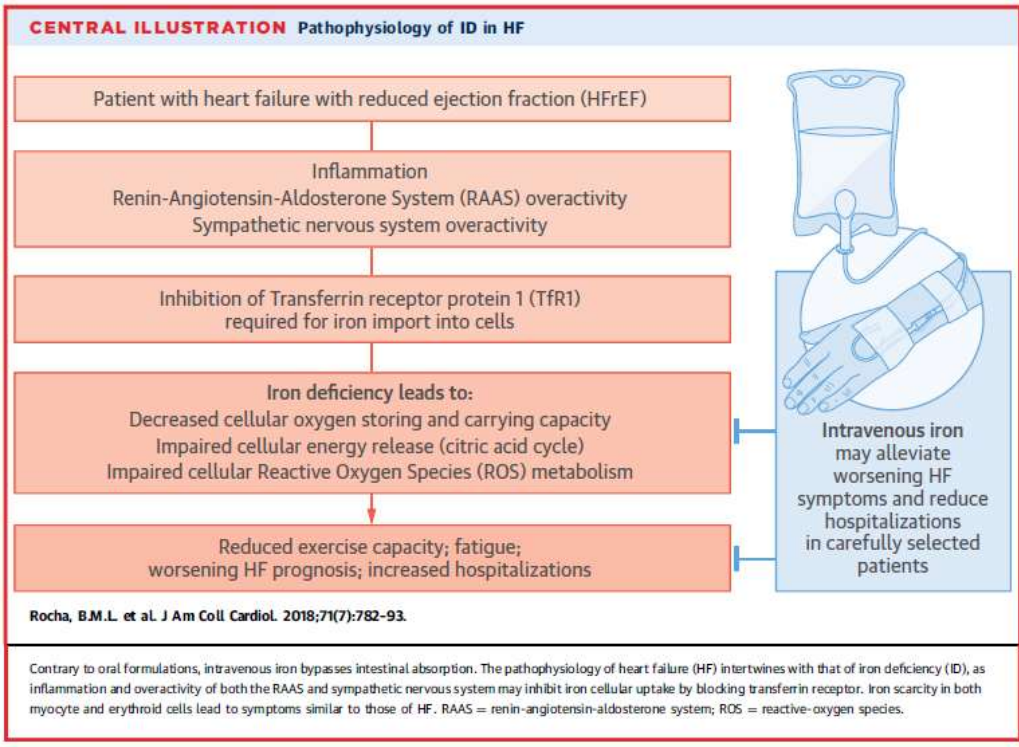 CENTRAL ILLUSTRATION Pathophysiology of ID in HF
Patient with heart failure with reduced ejection fraction (HFrEF)
Inflammation
Renin-Angiotensin-Aldosterone System (RAAS) overactivity
Sympathetic nervous system overactivity
Inhibition of Transferrin receptor protein 1 (TfR1)
required for iron import into cells
Iron deficiency leads to:
Decreased cellular oxygen storing and carrying capacity
Impaired cellular energy release (citric acid cycle)
Impaired cellular Reactive Oxygen Species (ROS) metabolism
Reduced exercise capacity; fatigue;
worsening HF prognosis; increased hospitalizations
Intravenous iron
may alleviate
worsening HF
symptoms and reduce
hospitalizations
in carefully selected
patients
Rocha, B.M.L. et al. J Am Coll Cardiol. 2018;71(7):782–93.
Contrary to oral formulations, intravenous iron bypasses intestinal absorption. The pathophysiology of heart failure (HF) intertwines with that of iron deficiency (ID), as
inflammation and overactivity of both the RAAS and sympathetic nervous system may inhibit iron cellular uptake by blocking transferrin receptor. Iron scarcity in both
myocyte and erythroid cells lead to symptoms similar to those of HF. RAAS = renin-angiotensin-aldosterone system; ROS = reactive-oxygen species.